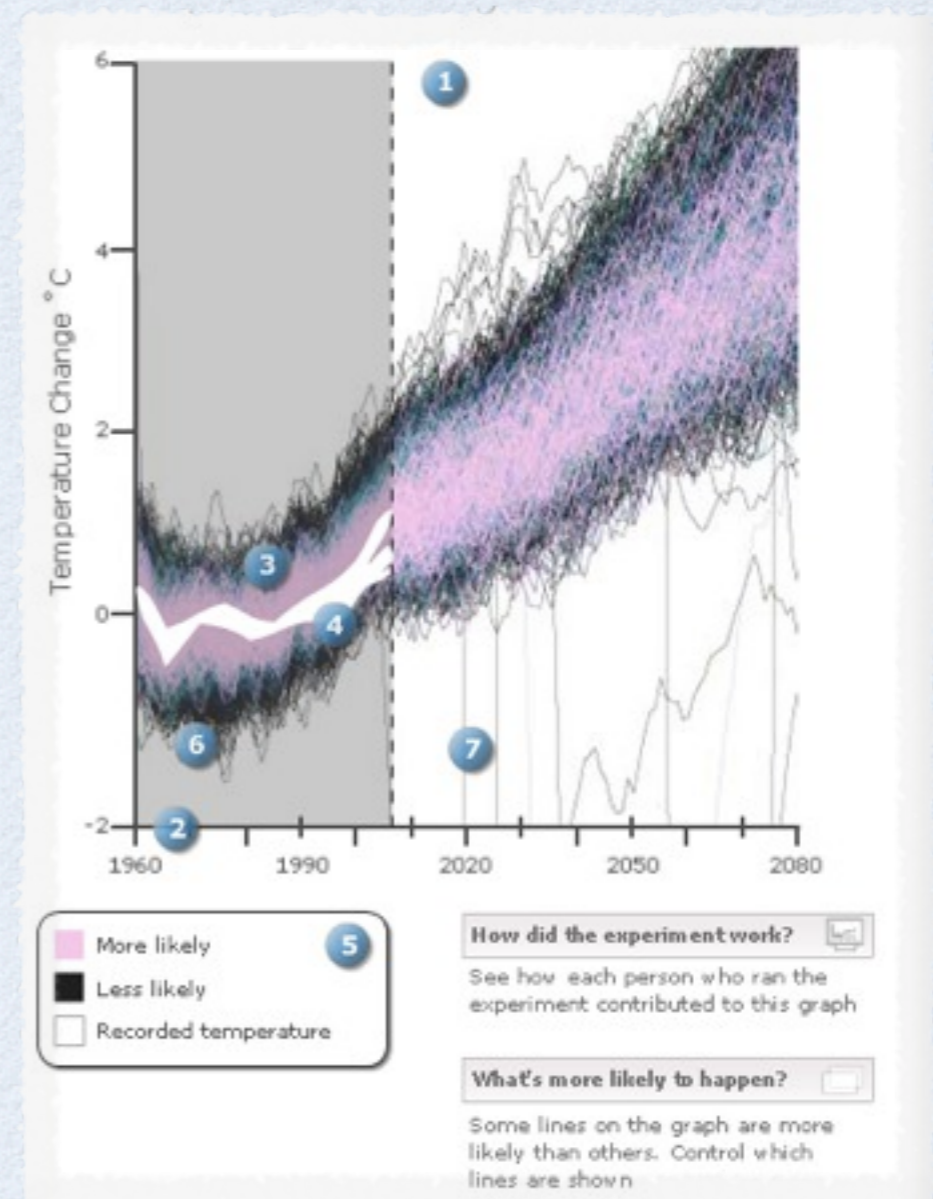 6
1
4
Temperature Change °C
2
3
0
4
6
7
-2
2
1960
1990
2020
2050
2080
More likely
5
Less likely
Recorded temperature
How did the experiment work?
See how each person who ran the
experiment contributed to this graph
What's more likely to happen?
Some lines on the graph are more
likely than others. Control which
lines are shown